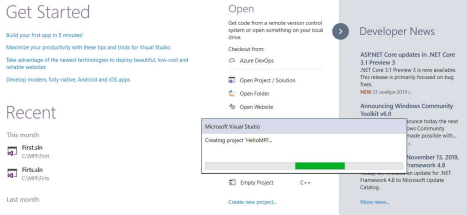 Get Started
Build your first app in 5 minutes!
Maximize your productivity with these tips and tricks for Visual Studio
Take advantage of the newest technologies to deploy beautiful, low-cost and
reliable websites
Develop modern, fully-native, Android and iOS apps
Recent
This month
First.sln
C:\MPI\First
Firts.sln
C:\MPI\Firts
Last month
Open
Get code from a remote version control
system or open something on your local
drive.
Checkout from:
Azure DevOps
Open Project / Solution
Open Folder
Open Website
Microsoft Visual Studio
Creating project 'HelloMPI'...
Empty Project C++
Create new project...
Developer News
ASP.NET Core updates in .NET Core
3.1 Preview 3
.NET Core 3.1 Preview 3 is now available.
This release is primarily focused on bug
fixes.
NEW 21 ноября 2019 г.
Announcing Windows Community
Toolkit v6.0
ounce today the next
ows Community
made possible with...
November 13, 2019,
ramework 4.8
an update for .NET
Framework 4.8 to Microsoft Update
Catalog.
More news...